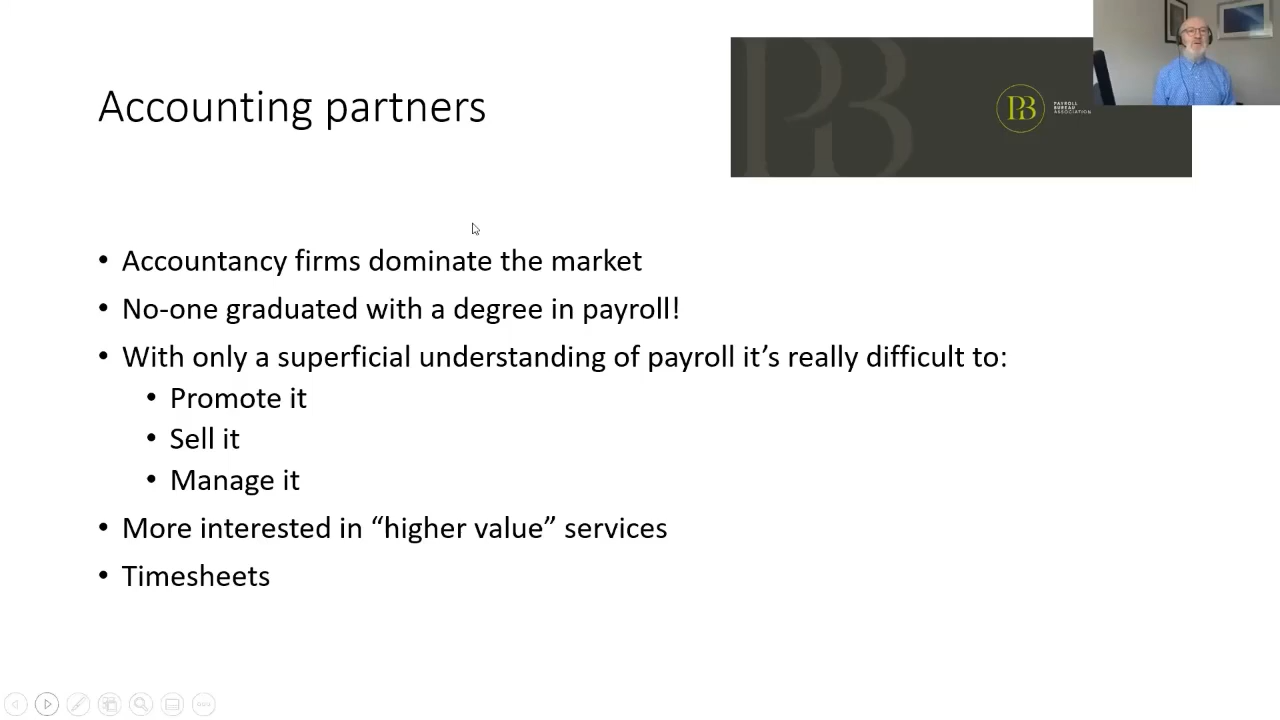 Accounting partners
PB
PB
PAYROLL
BUREAU
ASSOCIATION
• Accountancy firms dominate the market
• No-one graduated with a degree in payroll!
• With only a superficial understanding of payroll it’s really difficult to:
• Promote it
• Sell it
• Manage it
• More interested in “higher value” services
• Timesheets